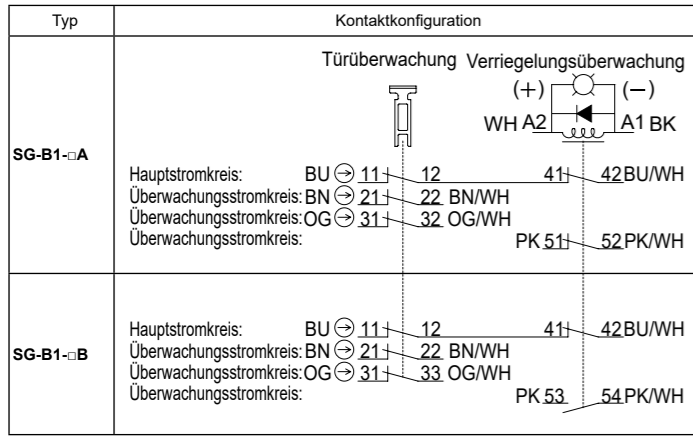 Typ Kontaktkonfiguration
Türüberwachung Verriegelungsüberwachung
(+) (−)
WH A2 A1 BK
SG-B1-□A
Hauptstromkreis: BU 11 12 41 42 BU/WH
Überwachungsstromkreis: BN 21 22 BN/WH
Überwachungsstromkreis: OG 31 32 OG/WH
Überwachungsstromkreis: PK 51 52 PK/WH
SG-B1-□B
Hauptstromkreis: BU 11 12 41 42 BU/WH
Überwachungsstromkreis: BN 21 22 BN/WH
Überwachungsstromkreis: OG 31 33 OG/WH
Überwachungsstromkreis: PK 53 54 PK/WH